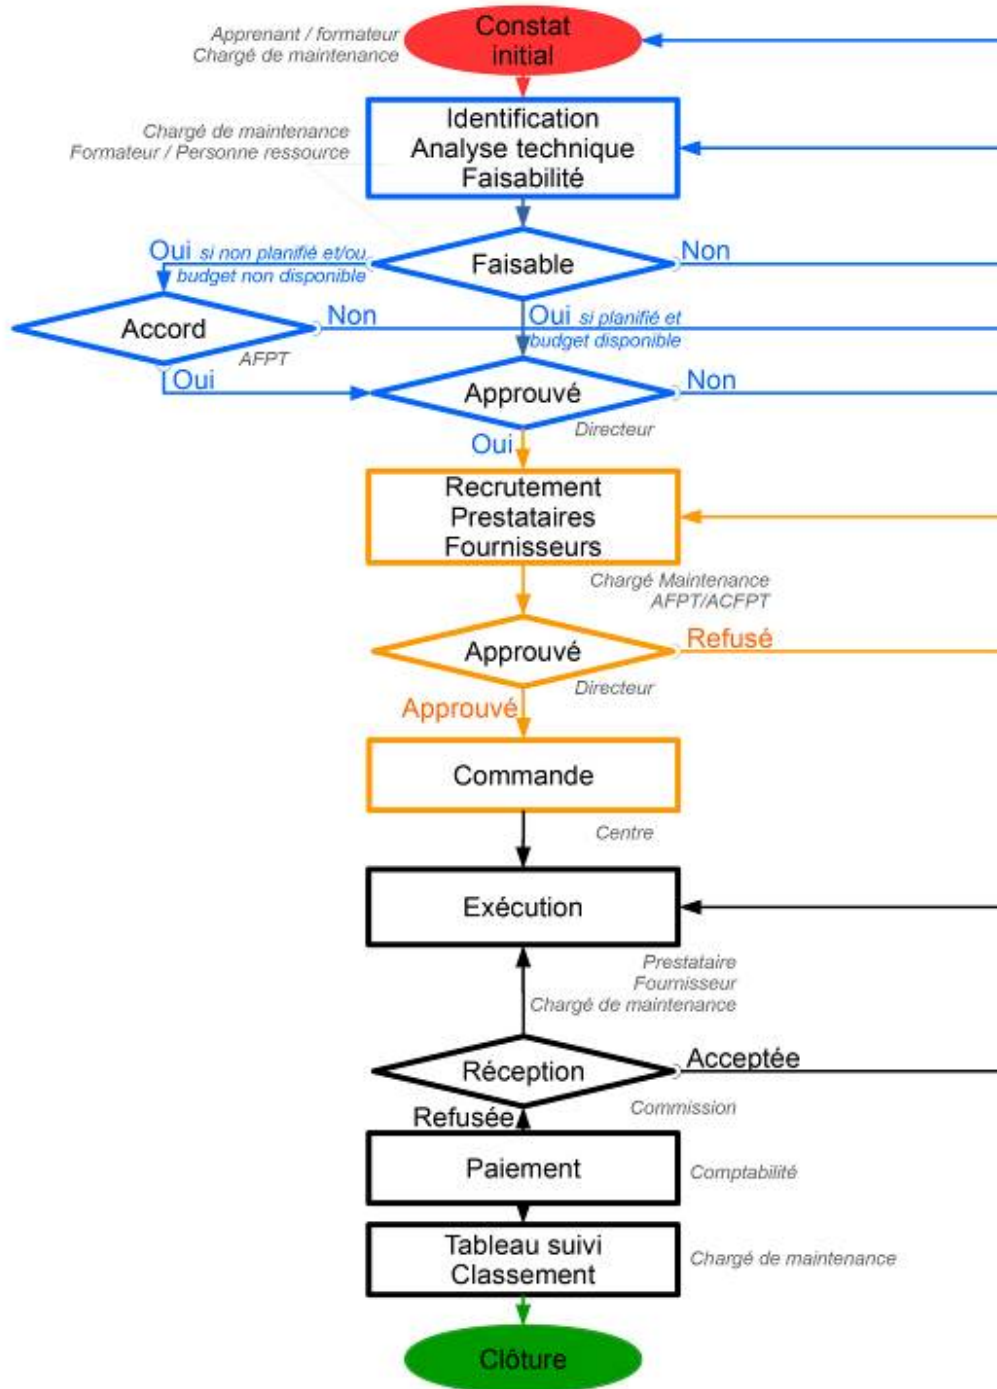 Apprenant / formateur
Chargé de maintenance
Constat
initial
Chargé de maintenance
Formateur / Personne ressource
Identification
Analyse technique
Faisabilité
Oui si non planifié et/ou
budget non disponible
Faisable
Non
Accord
Non
AFPT
Oui si planifié et
budget disponible
Oui
Approuvé
Non
Directeur
Oui
Recrutement
Prestataires
Fournisseurs
Chargé Maintenance
AFPT/ACFPT
Approuvé
Refusé
Directeur
Approuvé
Commande
Centre
Exécution
Prestataire
Fournisseur
Chargé de maintenance
Réception
Acceptée
Commission
Refusée
Paiement
Comptabilité
Tableau suivi
Classement
Chargé de maintenance
Clôture